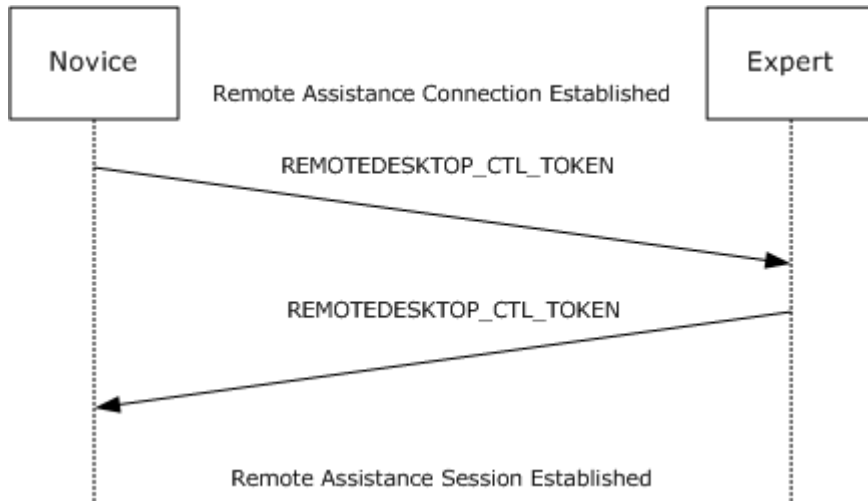 Novice
Expert
Remote Assistance Connection Established
REMOTEDESKTOP_CTL_TOKEN
REMOTEDESKTOP_CTL_TOKEN
Remote Assistance Session Established